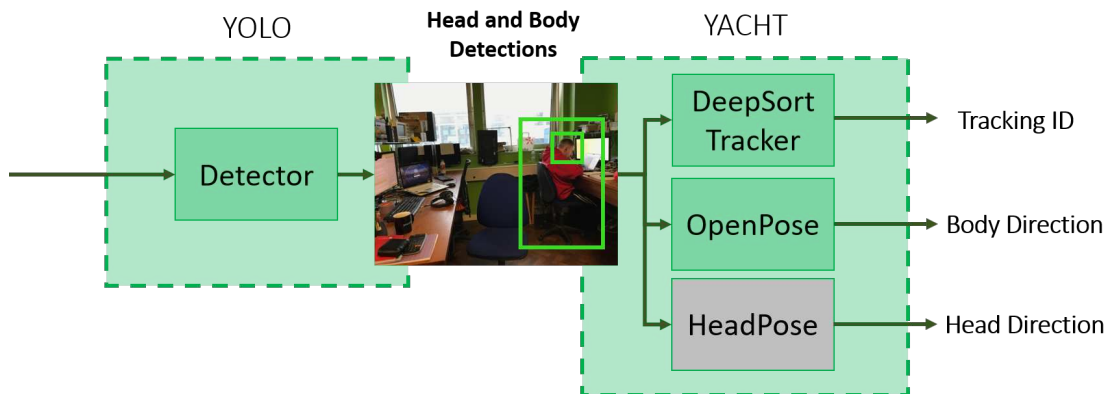 YOLO
Head and Body
Detections
YACHT
Detector
DeepSort
Tracker
Tracking ID
OpenPose
Body Direction
HeadPose
Head Direction